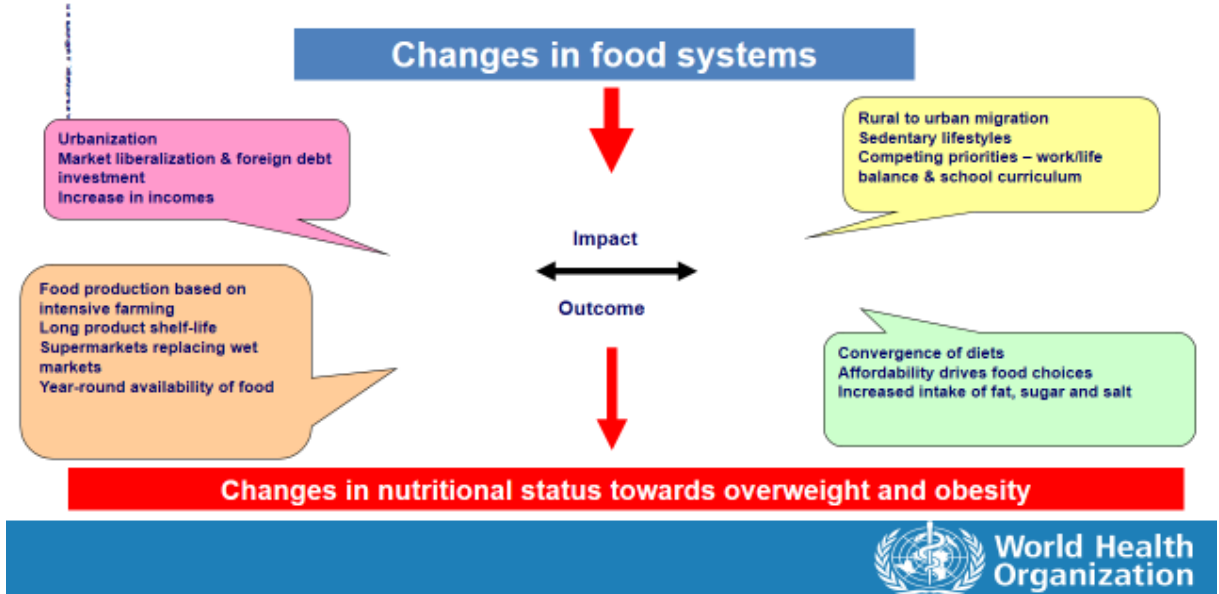 Changes in food systems
Urbanization
Market liberalization & foreign debt
investment
Increase in incomes
Rural to urban migration
Sedentary lifestyles
Competing priorities – work/life
balance & school curriculum
Impact
Outcome
Food production based on
intensive farming
Long product shelf-life
Supermarkets replacing wet
markets
Year-round availability of food
Convergence of diets
Affordability drives food choices
Increased intake of fat, sugar and salt
Changes in nutritional status towards overweight and obesity
World Health
Organization